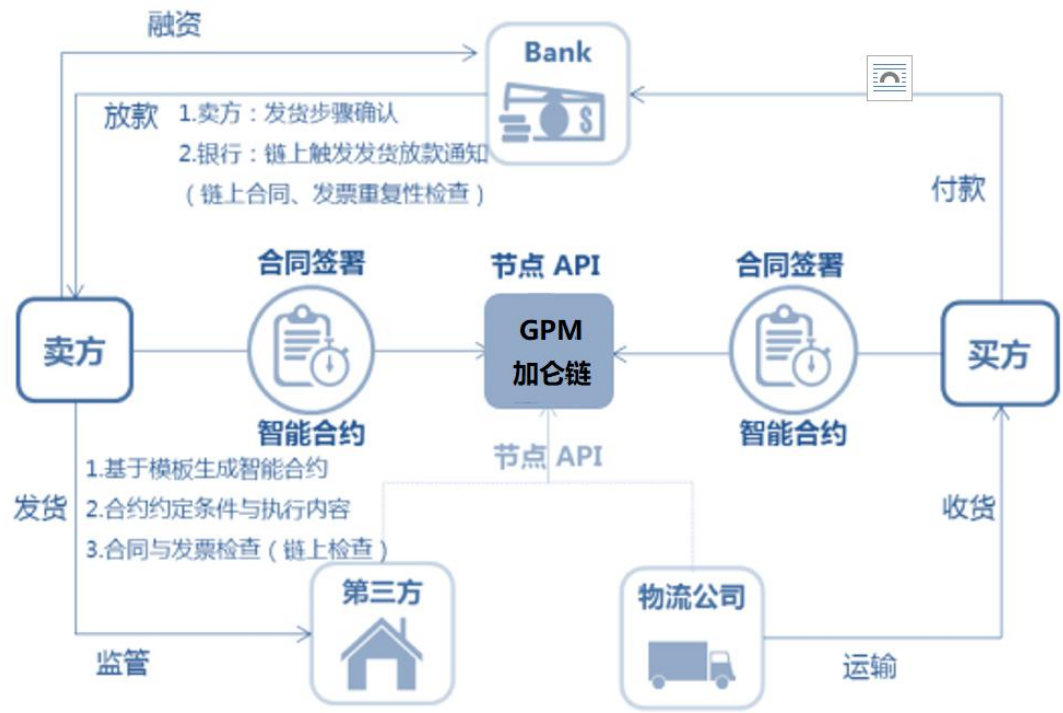 融资
Bank
放款
1.卖方：发货步骤确认
2.银行：链上触发发货放款通知
（链上合同、发票重复性检查）
付款
合同签署
节点 API
合同签署
卖方
GPM
加仑链
买方
智能合约
智能合约
节点 API
1.基于模板生成智能合约
2.合约约定条件与执行内容
3.合同与发票检查（链上检查）
发货
收货
第三方
物流公司
监管
运输